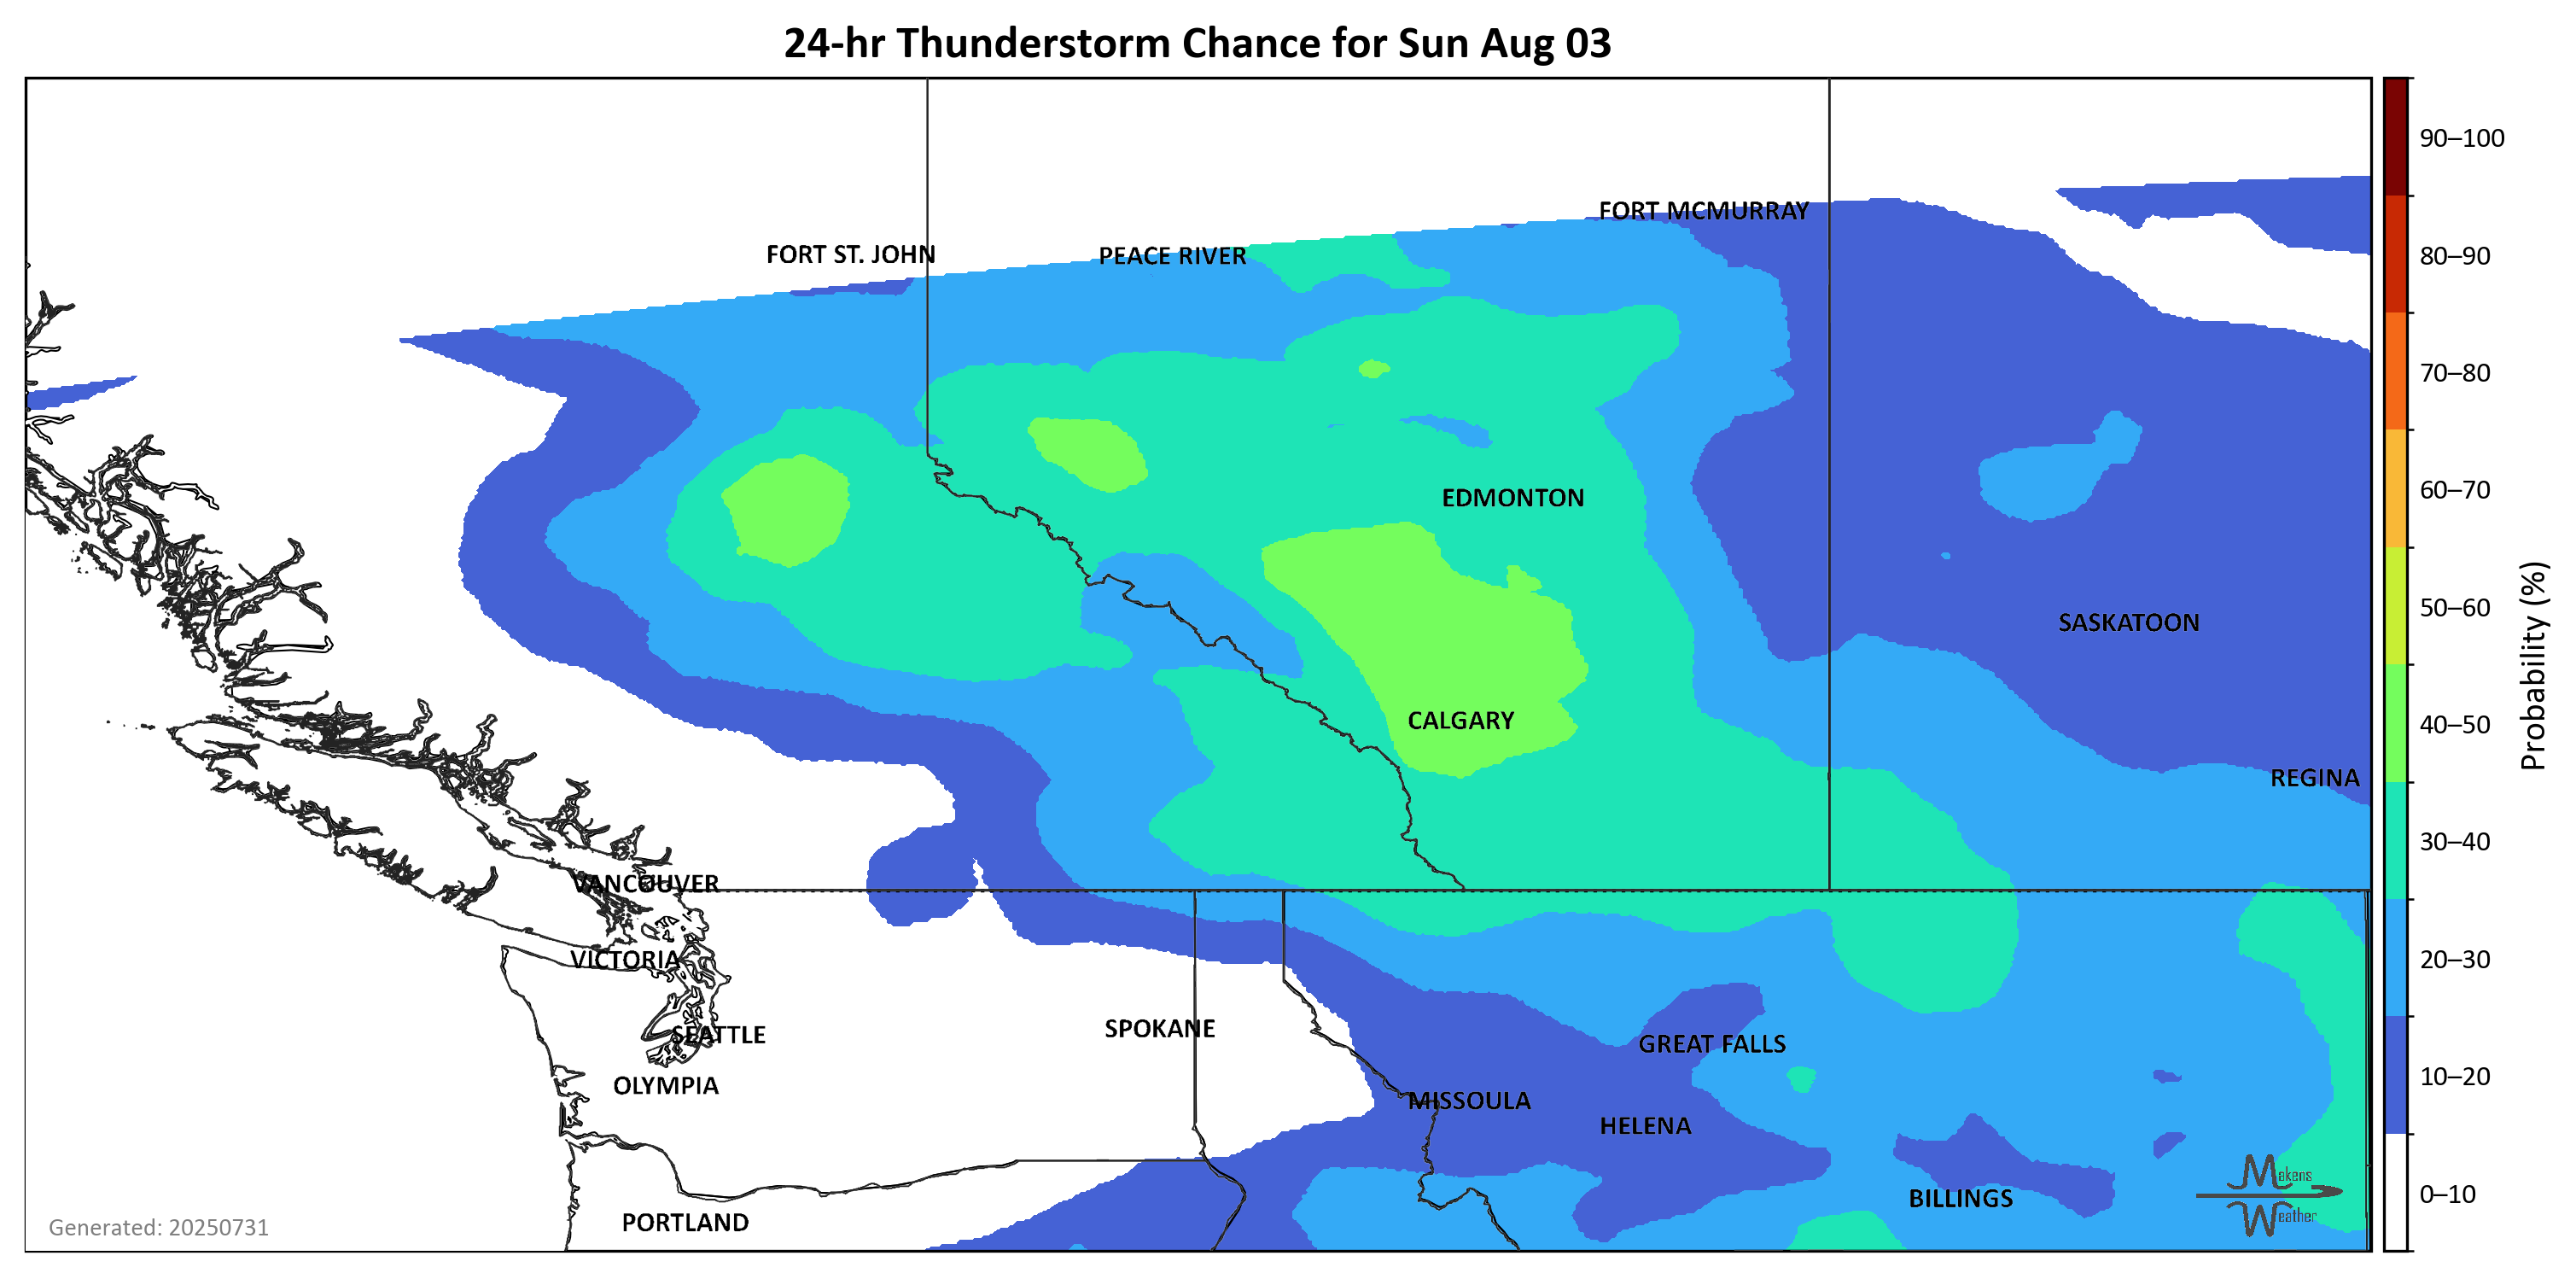 24-hr Thunderstorm Chance for Sun Aug 03
90–100
FORT MCMURRAY
FORT ST. JOHN
PEACE RIVER
80–90
70–80
60–70
EDMONTON
50–60
SASKATOON
CALGARY
40–50
Probability (%)
REGINA
30–40
VANCOUVER
VICTORIA
20–30
SPOKANE
SEATTLE
GREAT FALLS
10–20
OLYMPIA
MISSOULA
HELENA
Makens
Weather
0–10
BILLINGS
PORTLAND
Generated: 20250731